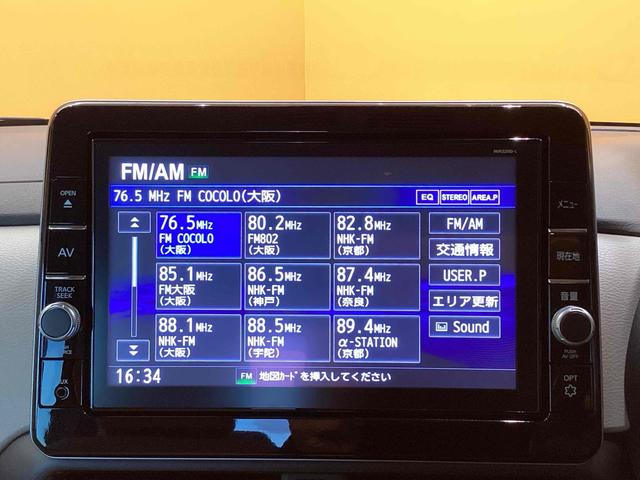 FM/AM FM
76.5 MHz FM COCOLO(大阪) EQ STEREO AREA.P
76.5MHz
FM COCOLO
(大阪)
80.2MHz
FM802
(大阪)
82.8MHz
NHK-FM
(京都)
85.1MHz
FM大阪
(大阪)
86.5MHz
NHK-FM
(神戸)
87.4MHz
NHK-FM
(奈良)
88.1MHz
NHK-FM
(大阪)
88.5MHz
NHK-FM
(宇陀)
89.4MHz
α-STATION
(京都)
FM/AM
交通情報
USER.P
エリア更新
Sound
16:34 FM 地図ｶｰﾄﾞを挿入してください
OPEN
AV
TRACK
SEEK
メニュー
現在地
音量
PUSH
AV OFF
OPT